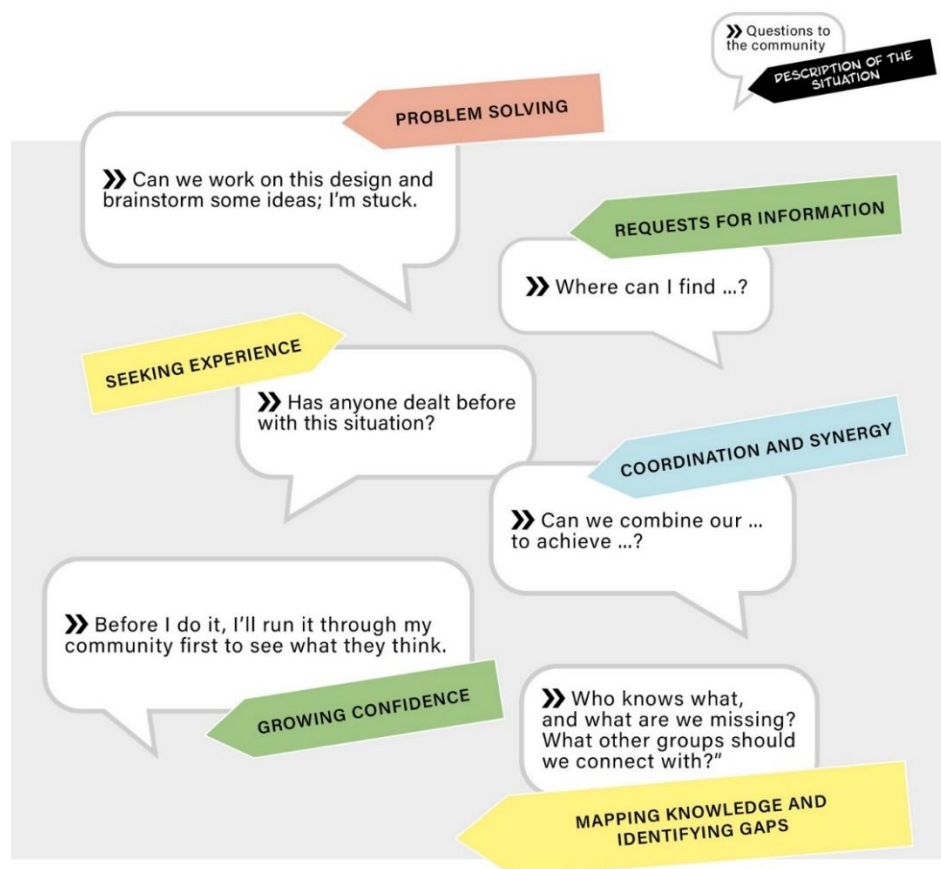 » Questions to
the community
DESCRIPTION OF THE
SITUATION
PROBLEM SOLVING
» Can we work on this design and
brainstorm some ideas; I’m stuck.
REQUESTS FOR INFORMATION
» Where can I find ...?
SEEKING EXPERIENCE
» Has anyone dealt before
with this situation?
COORDINATION AND SYNERGY
» Can we combine our ...
to achieve ...?
» Before I do it, I’ll run it through my
community first to see what they think.
GROWING CONFIDENCE
» Who knows what,
and what are we missing?
What other groups should
we connect with?”
MAPPING KNOWLEDGE AND
IDENTIFYING GAPS